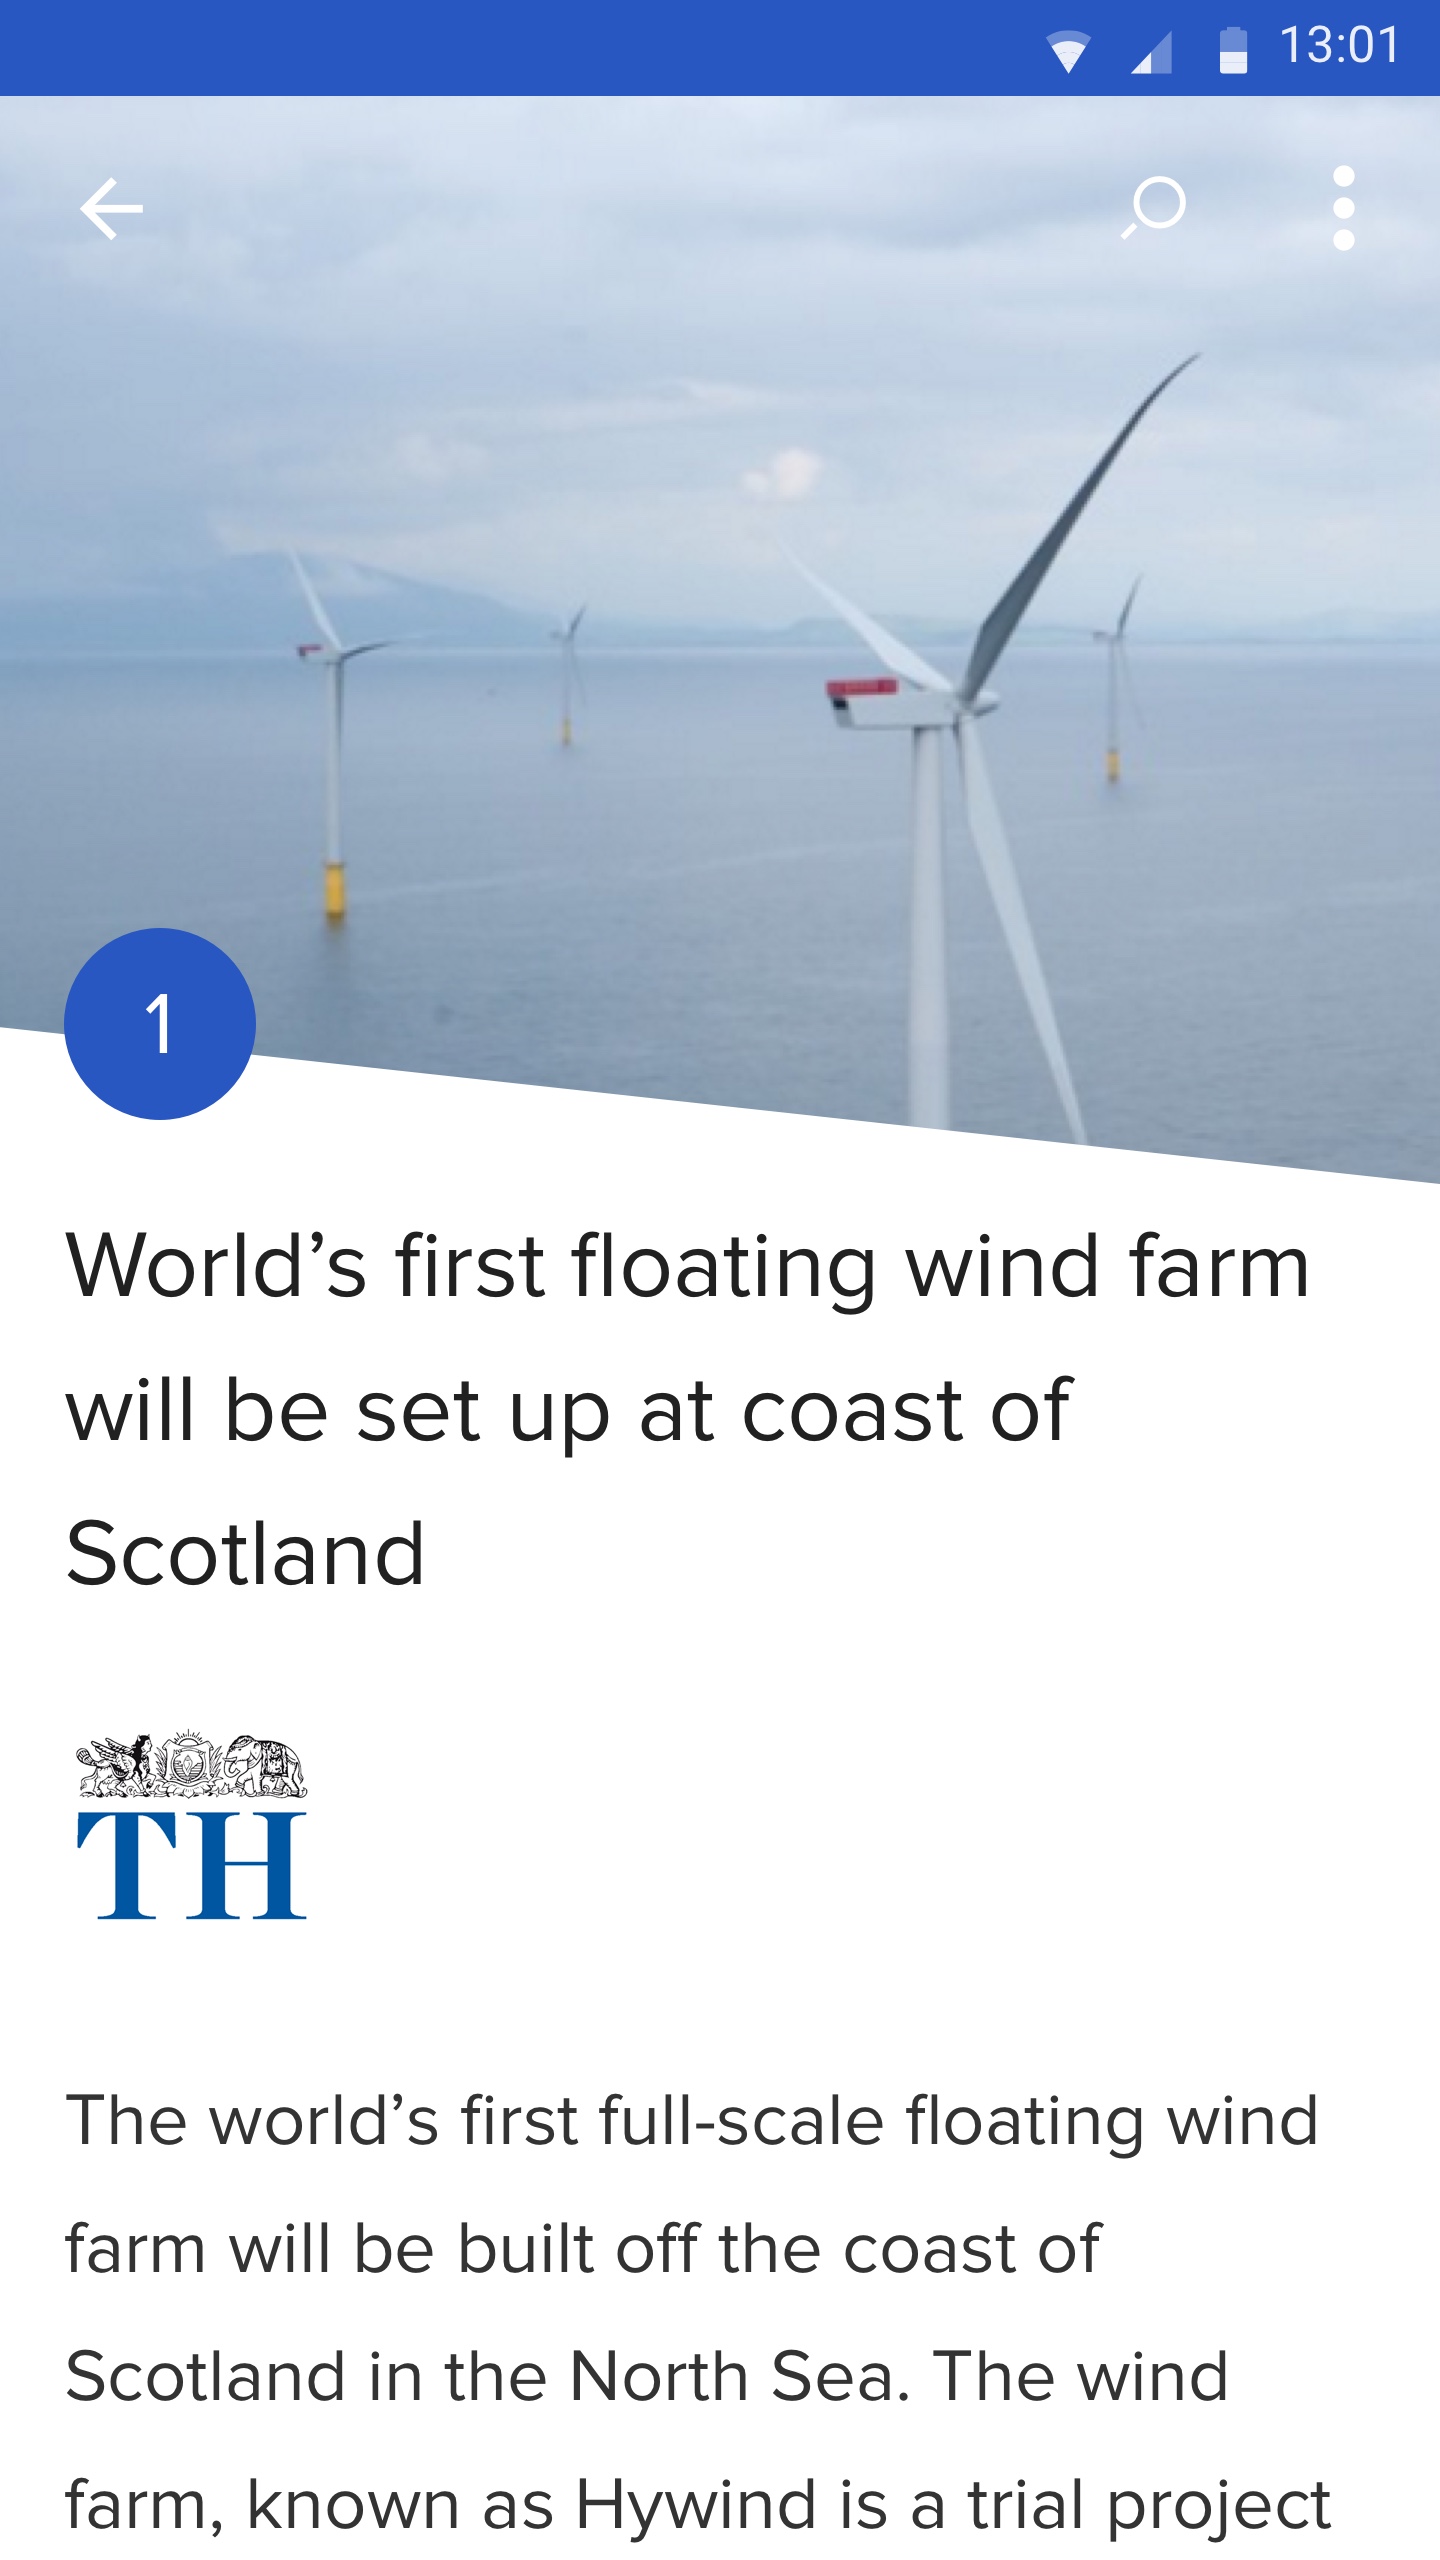 13:01
1
World’s first floating wind farm
will be set up at coast of
Scotland
TH
The world’s first full-scale floating wind
farm will be built off the coast of
Scotland in the North Sea. The wind
farm, known as Hywind is a trial project